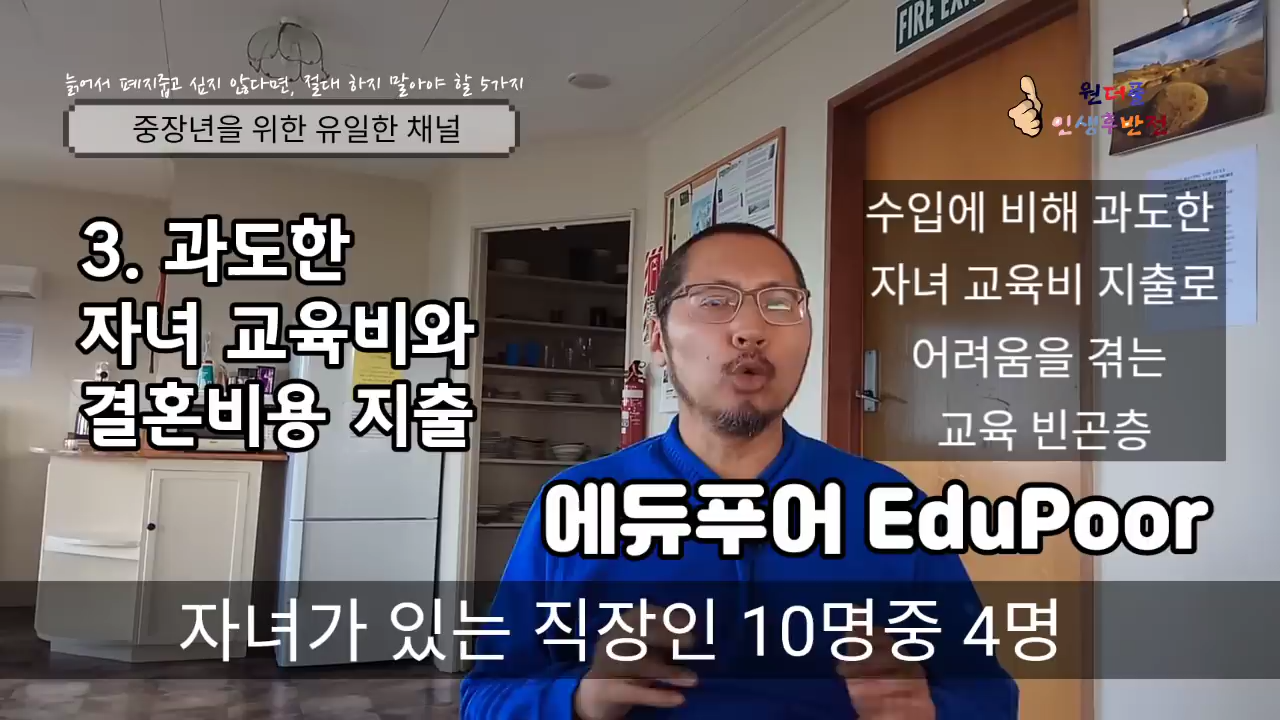 늙어서 폐지줍고 싶지 않다면, 절대 하지 말아야 할 5가지
중장년을 위한 유일한 채널
FIRE EXIT
원더풀
인생후반전
3. 과도한
자녀 교육비와
결혼비용 지출
수입에 비해 과도한
자녀 교육비 지출로
어려움을 겪는
교육 빈곤층
에듀푸어 EduPoor
자녀가 있는 직장인 10명중 4명